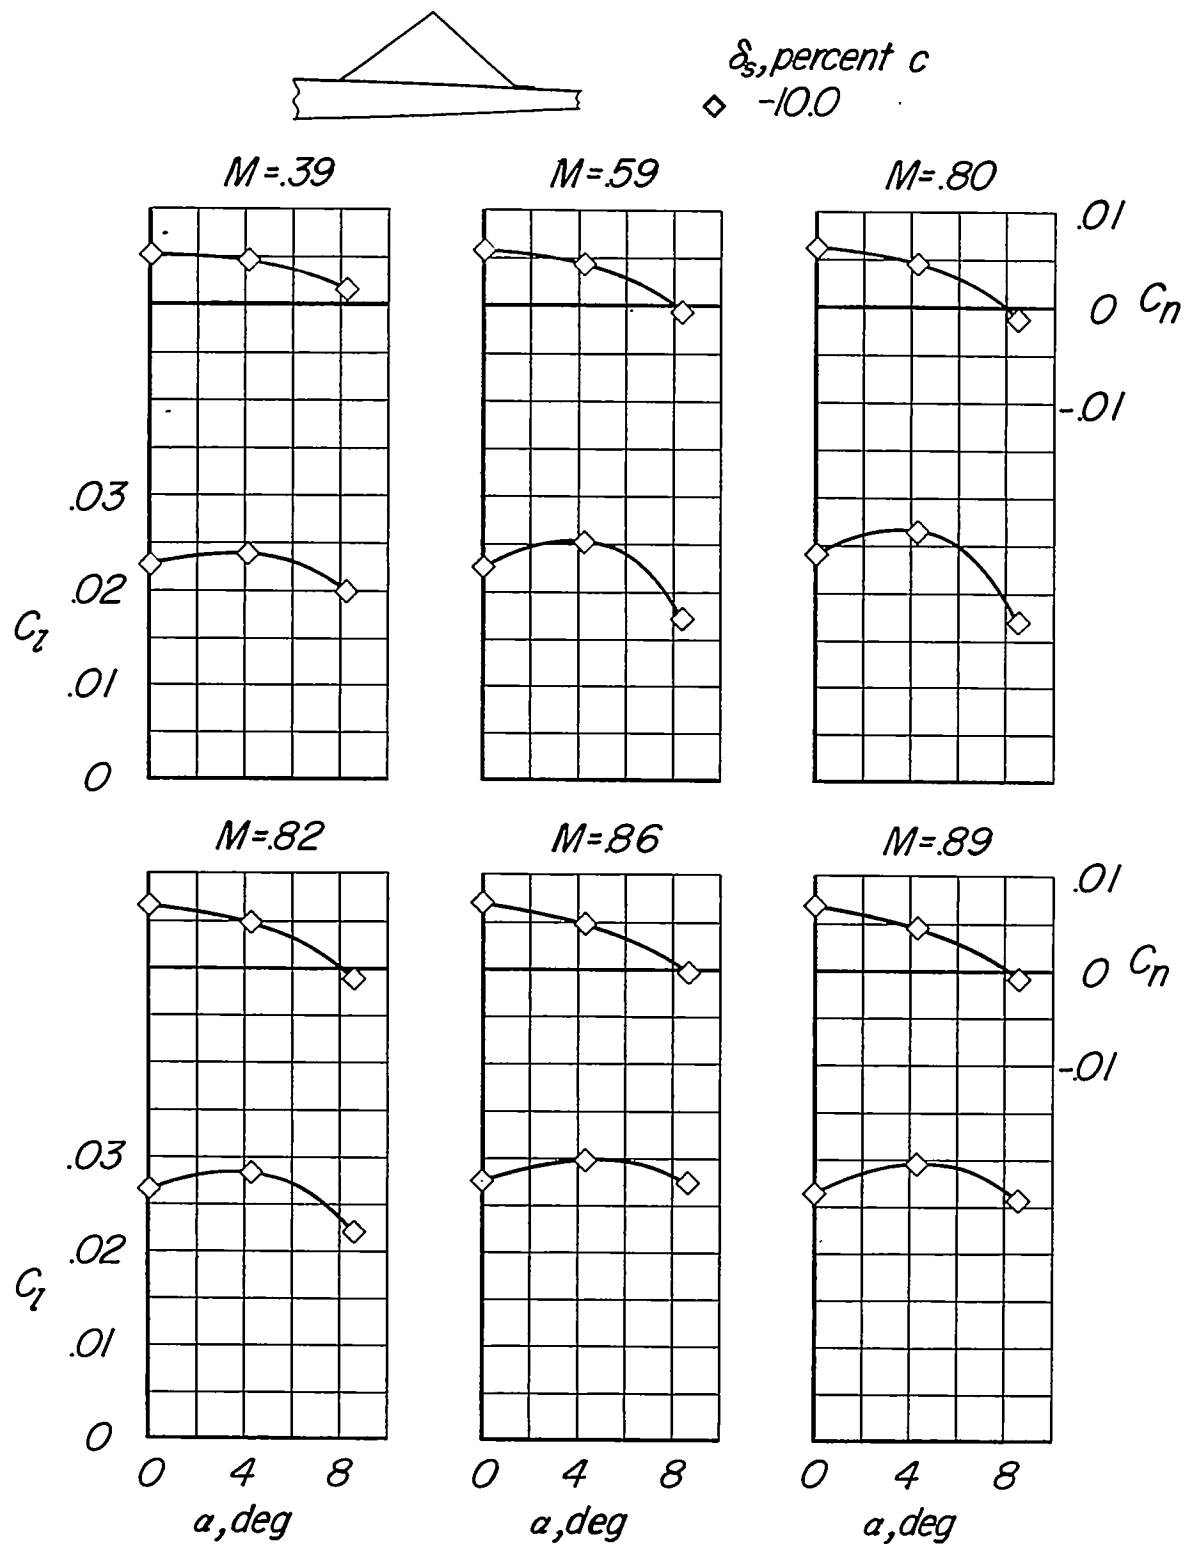 δs, percent c
◇ -10.0
M=.39
M=.59
M=.80
.01
0 Cn
-.01
.03
.02
Cl
.01
0
M=.82
M=.86
M=.89
.01
0 Cn
-.01
.03
.02
Cl
.01
0
0 4 8
0 4 8
0 4 8
α, deg
α, deg
α, deg